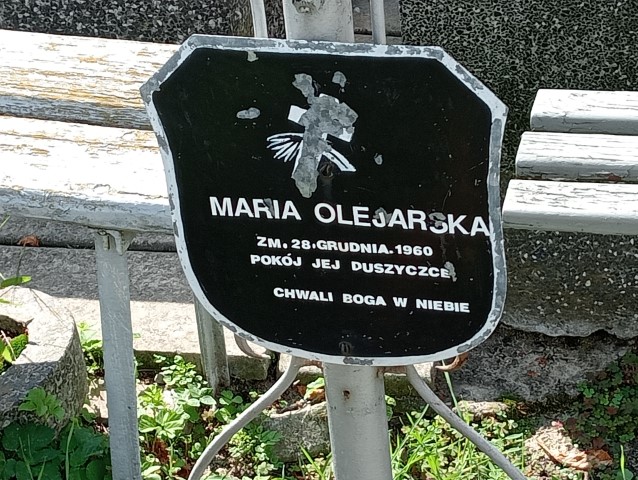 MARIA OLEJARSKA
ZM. 28.GRUDNIA.1960
POKÓJ JEJ DUSZYCZCE
CHWALI BOGA W NIEBIE